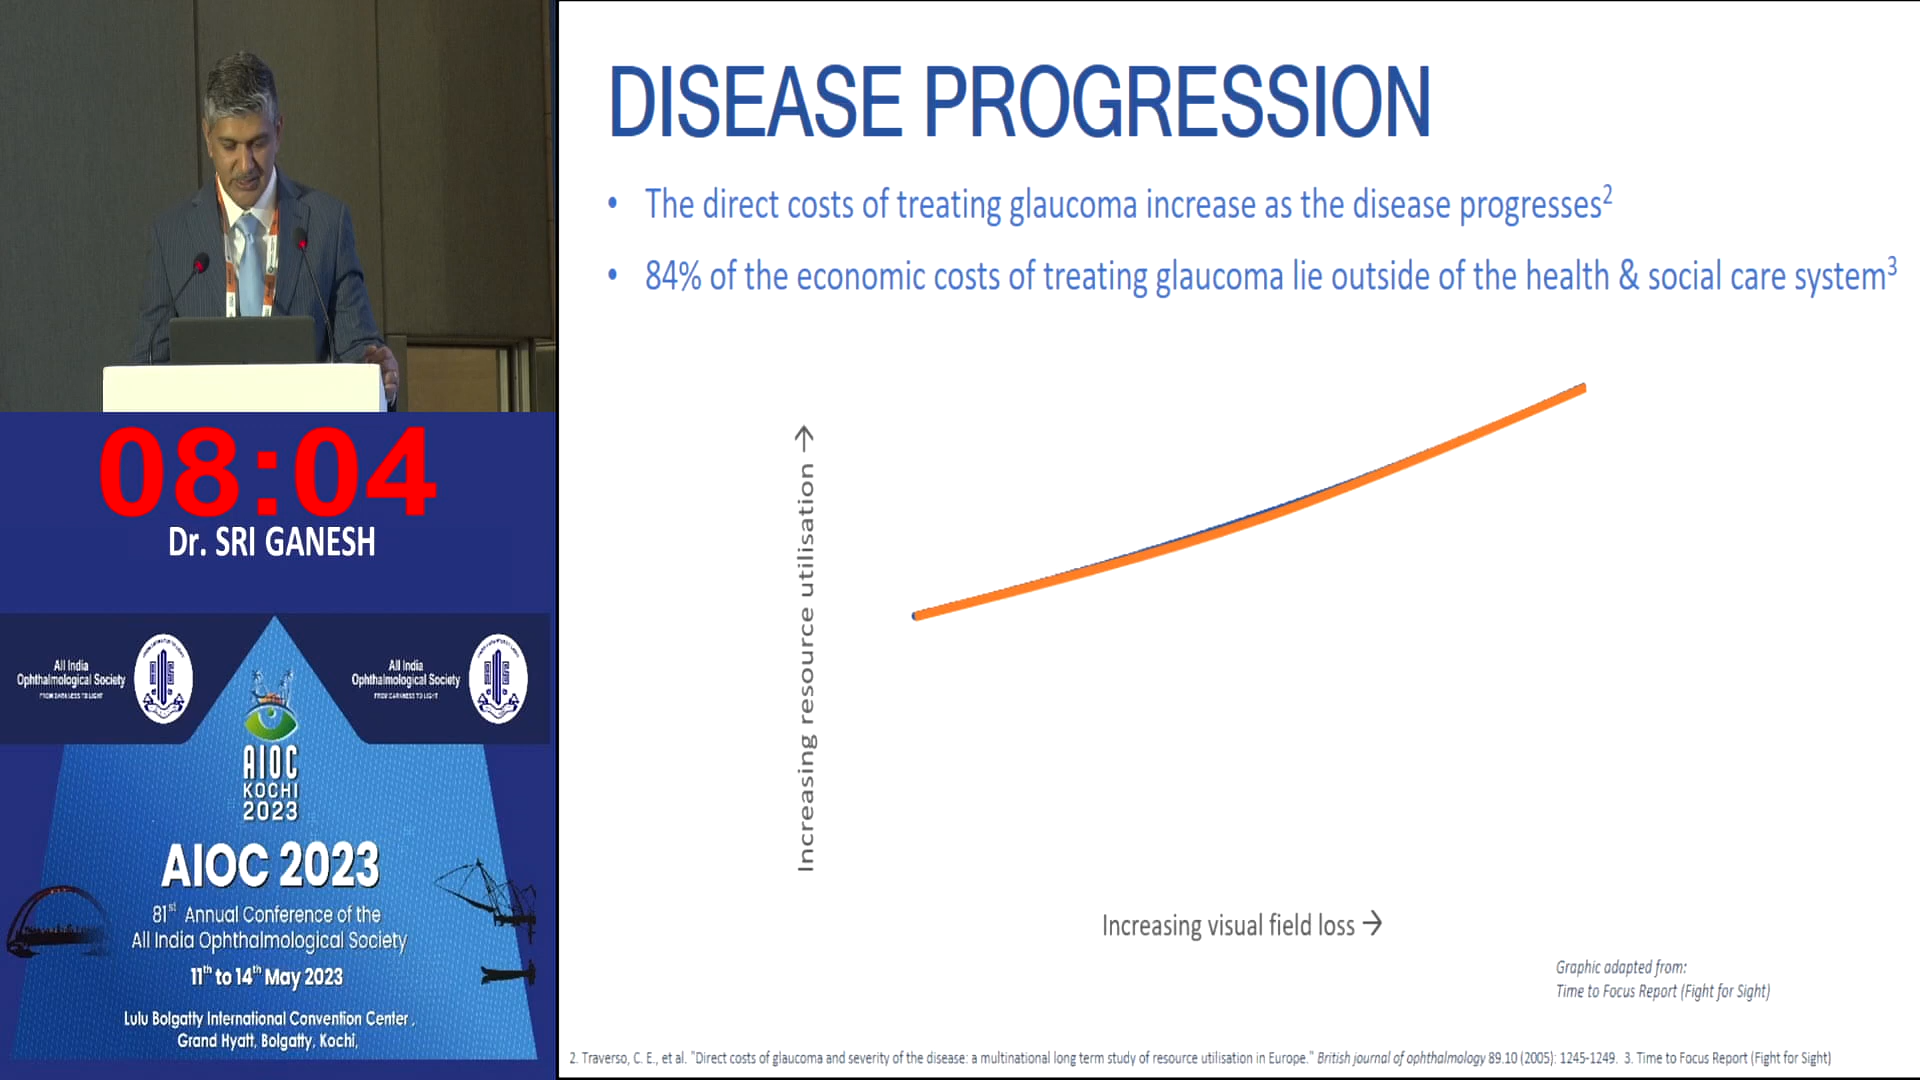 DISEASE PROGRESSION
• The direct costs of treating glaucoma increase as the disease progresses2
• 84% of the economic costs of treating glaucoma lie outside of the health & social care system3
Increasing resource utilisation →
Increasing visual field loss →
Graphic adapted from:
Time to Focus Report (Fight for Sight)
2. Traverso, C. E., et al. "Direct costs of glaucoma and severity of the disease: a multinational long term study of resource utilisation in Europe." British journal of ophthalmology 89.10 (2005): 1245-1249. 3. Time to Focus Report (Fight for Sight)
08:04
Dr. SRI GANESH
All India
Ophthalmological Society
FROM DARKNESS TO LIGHT
All India
Ophthalmological Society
FROM DARKNESS TO LIGHT
AIOC
KOCHI
2023
AIOC 2023
81st Annual Conference of the
All India Ophthalmological Society
11th to 14th May 2023
Lulu Bolgatty International Convention Center,
Grand Hyatt, Bolgatty, Kochi,